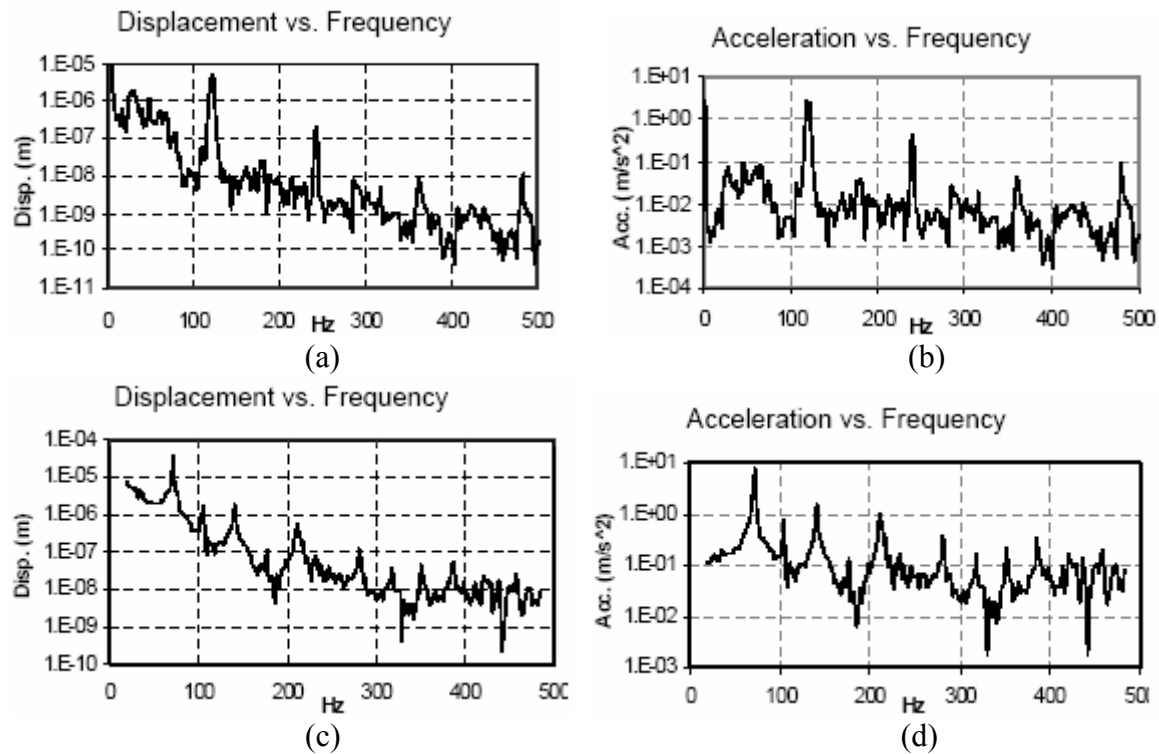 Displacement vs. Frequency
Disp. (m)
1.E-05
1.E-06
1.E-07
1.E-08
1.E-09
1.E-10
1.E-11
0 100 200 300 400 500
Hz
(a)
Acceleration vs. Frequency
Acc. (m/s^2)
1.E+01
1.E+00
1.E-01
1.E-02
1.E-03
1.E-04
0 100 200 300 400 500
Hz
(b)
Displacement vs. Frequency
Disp. (m)
1.E-04
1.E-05
1.E-06
1.E-07
1.E-08
1.E-09
1.E-10
0 100 200 300 400 500
Hz
(c)
Acceleration vs. Frequency
Acc. (m/s^2)
1.E+01
1.E+00
1.E-01
1.E-02
1.E-03
0 100 200 300 400 500
Hz
(d)